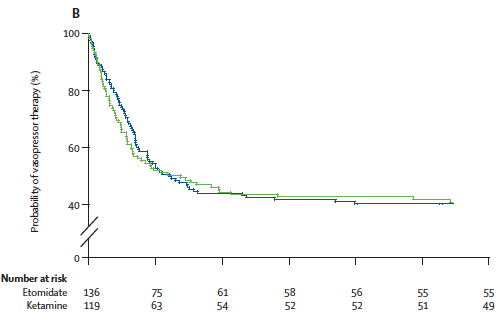 B
Probability of vasopressor therapy (%)
100
80
60
40
0
Number at risk
Etomidate 136 75 61 58 56 55 55
Ketamine 119 63 54 52 52 51 49